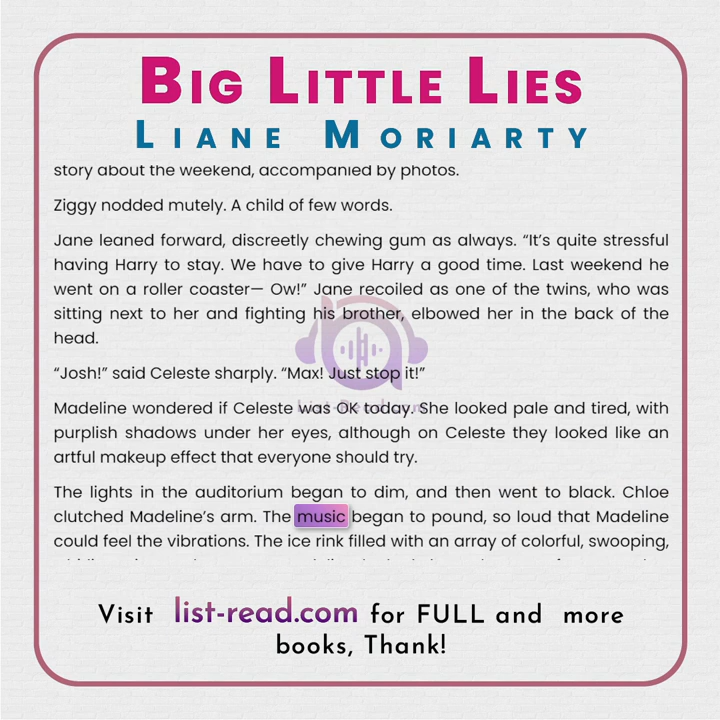 BIG LITTLE LIES
LIANE MORIARTY
story about the weekend, accompanied by photos.
Ziggy nodded mutely. A child of few words.
Jane leaned forward, discreetly chewing gum as always. “It’s quite stressful
having Harry to stay. We have to give Harry a good time. Last weekend he
went on a roller coaster— Ow!” Jane recoiled as one of the twins, who was
sitting next to her and fighting his brother, elbowed her in the back of the
head.
“Josh!” said Celeste sharply. “Max! Just stop it!”
Madeline wondered if Celeste was OK today. She looked pale and tired, with
purplish shadows under her eyes, although on Celeste they looked like an
artful makeup effect that everyone should try.
The lights in the auditorium began to dim, and then went to black. Chloe
clutched Madeline’s arm. The music began to pound, so loud that Madeline
could feel the vibrations. The ice rink filled with an array of colorful, swooping,
Visit list-read.com for FULL and more
books, Thank!